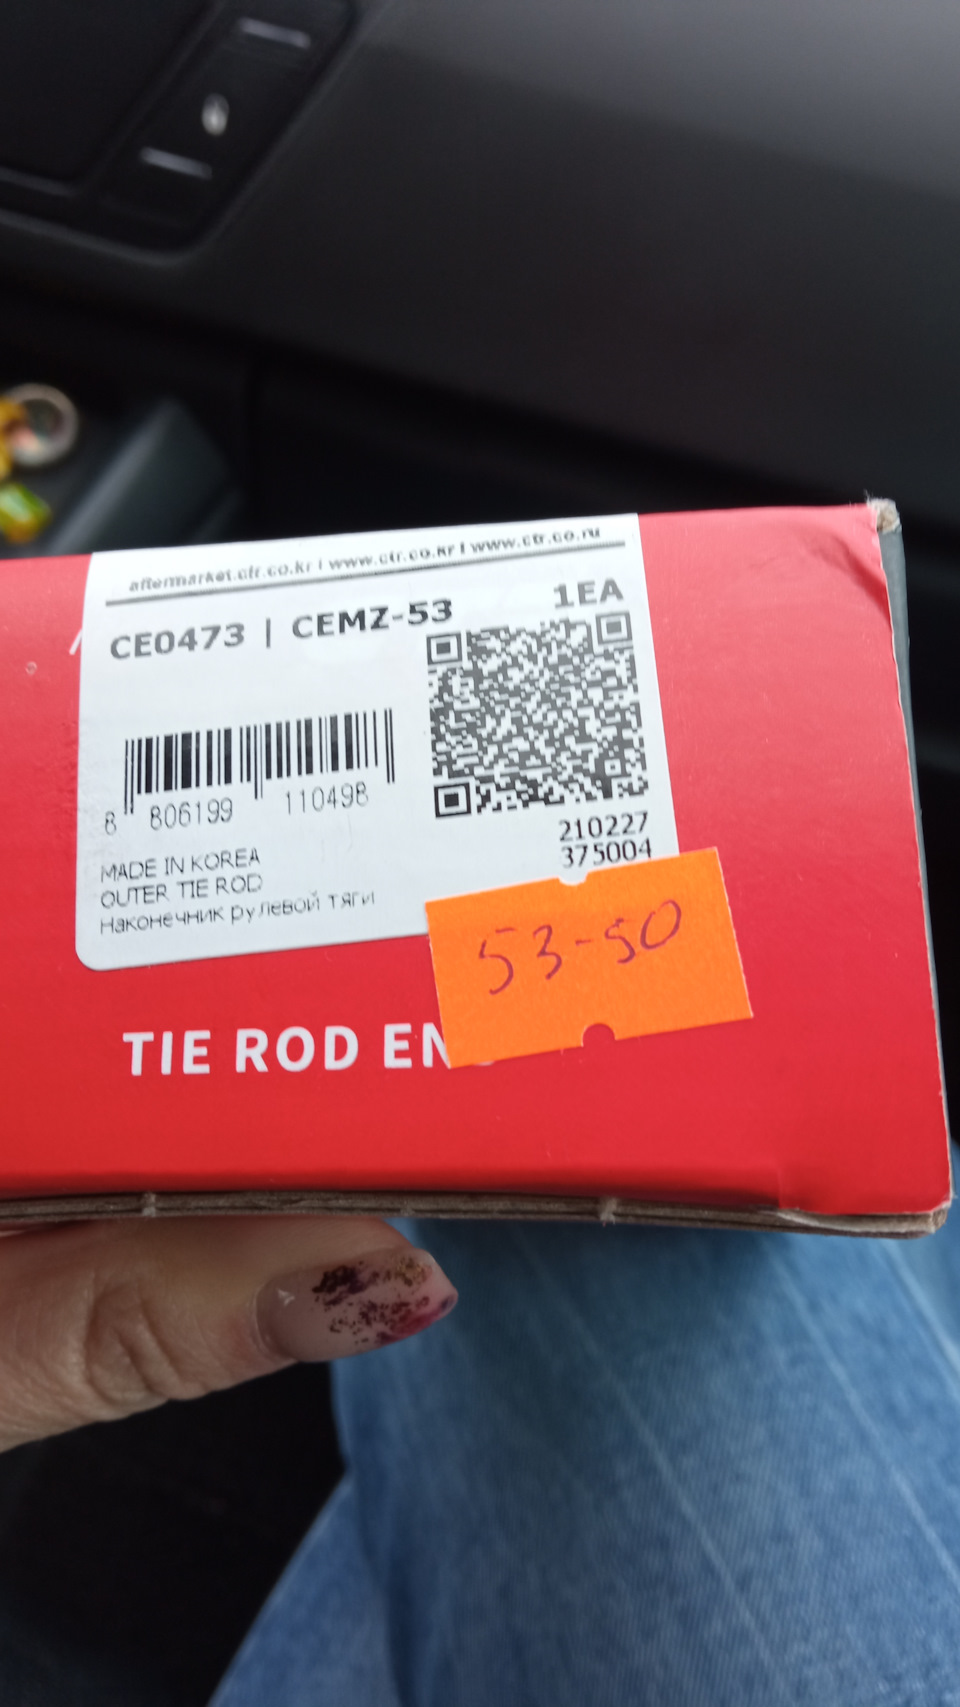 aftermarket.ctr.co.kr | www.ctr.co.kr | www.ctr.co.ru
1EA
CE0473 | CEMZ-53
8 806199 110498
210227
375004
MADE IN KOREA
OUTER TIE ROD
Наконечник рулевой тяги
53-50
TIE ROD EN